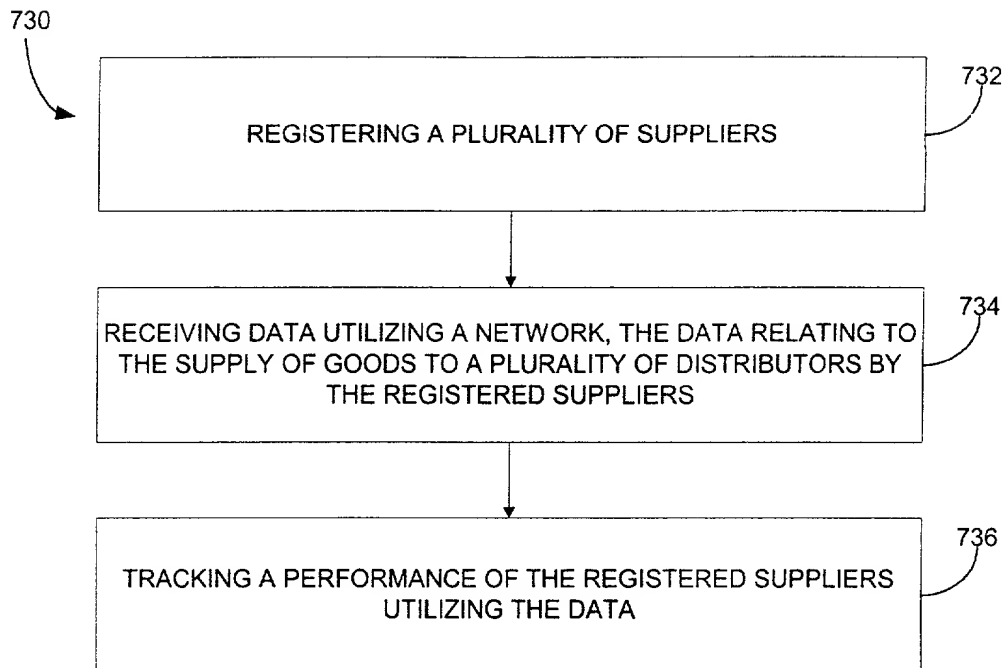 730
732
REGISTERING A PLURALITY OF SUPPLIERS
734
RECEIVING DATA UTILIZING A NETWORK, THE DATA RELATING TO
THE SUPPLY OF GOODS TO A PLURALITY OF DISTRIBUTORS BY
THE REGISTERED SUPPLIERS
736
TRACKING A PERFORMANCE OF THE REGISTERED SUPPLIERS
UTILIZING THE DATA